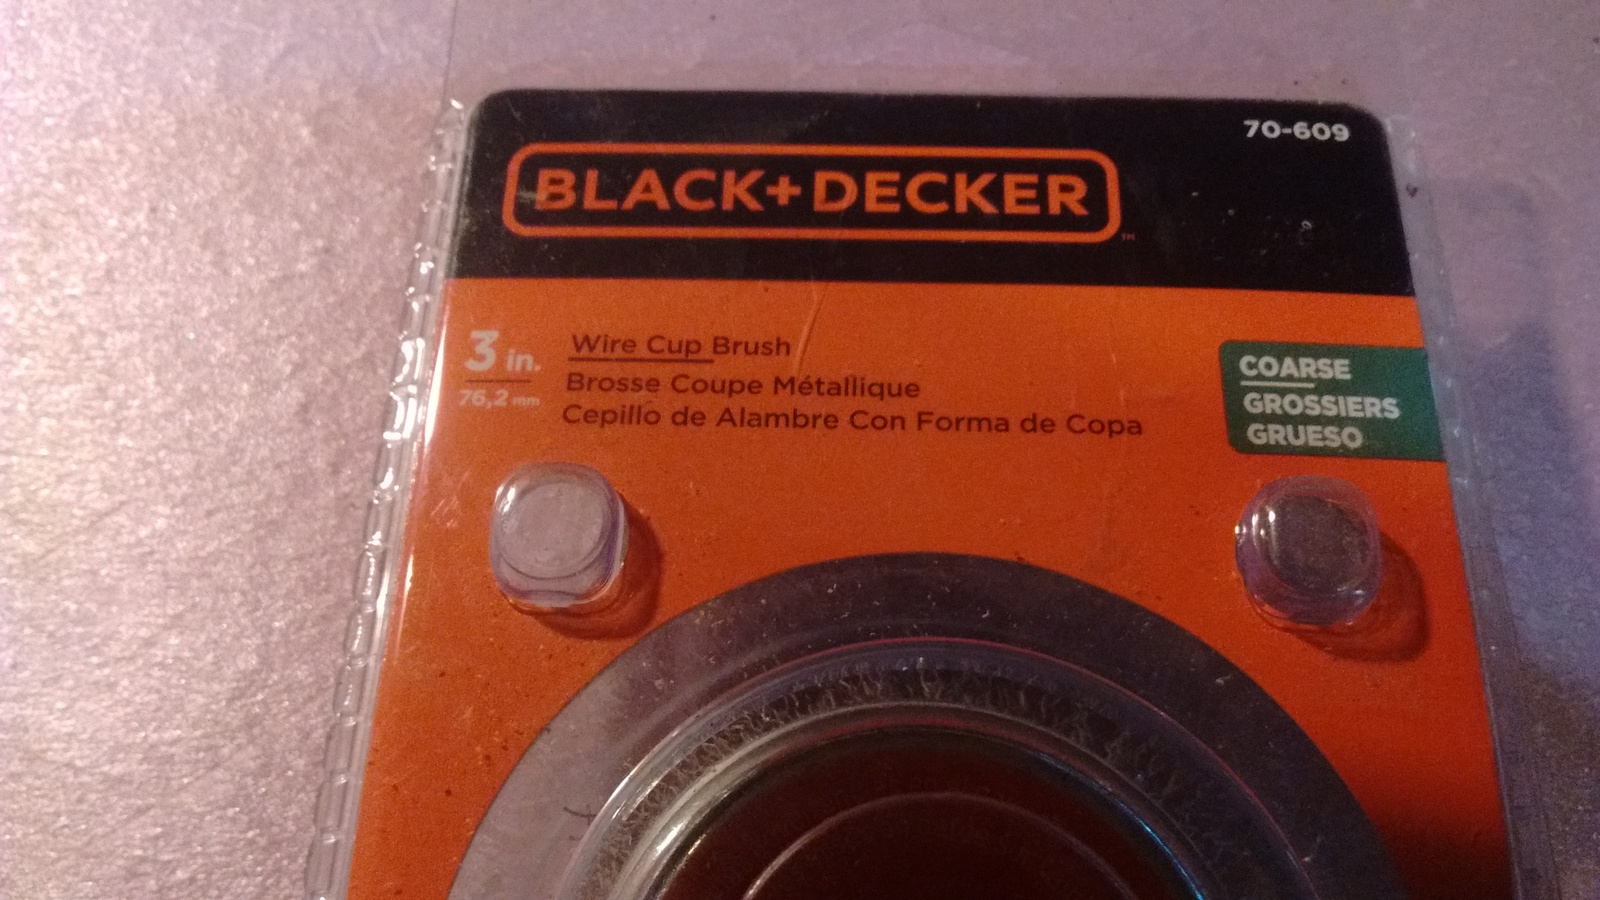 70-609
BLACK+DECKER™
3 in.
76,2 mm
Wire Cup Brush
Brosse Coupe Métallique
Cepillo de Alambre Con Forma de Copa
COARSE
GROSSIERS
GRUESO